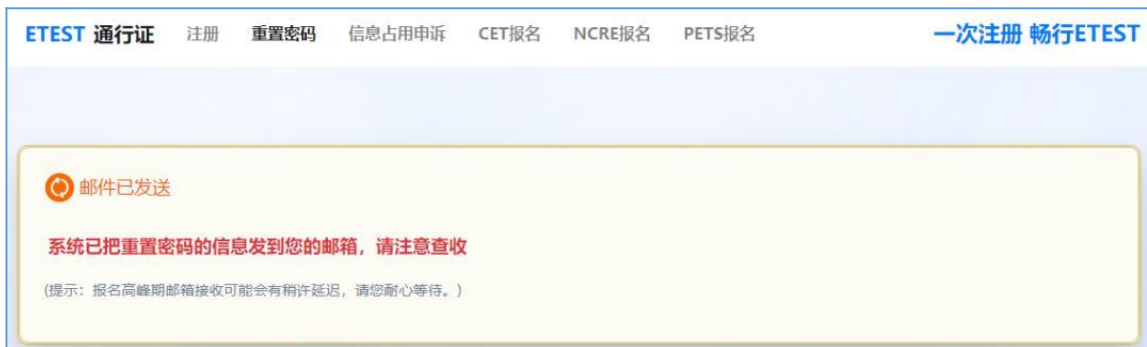 ETEST 通行证 注册 重置密码 信息占用申诉 CET报名 NCRE报名 PETS报名 一次注册 畅行ETEST
邮件已发送
系统已把重置密码的信息发到您的邮箱，请注意查收
(提示：报名高峰期邮箱接收可能会有稍许延迟，请您耐心等待。)